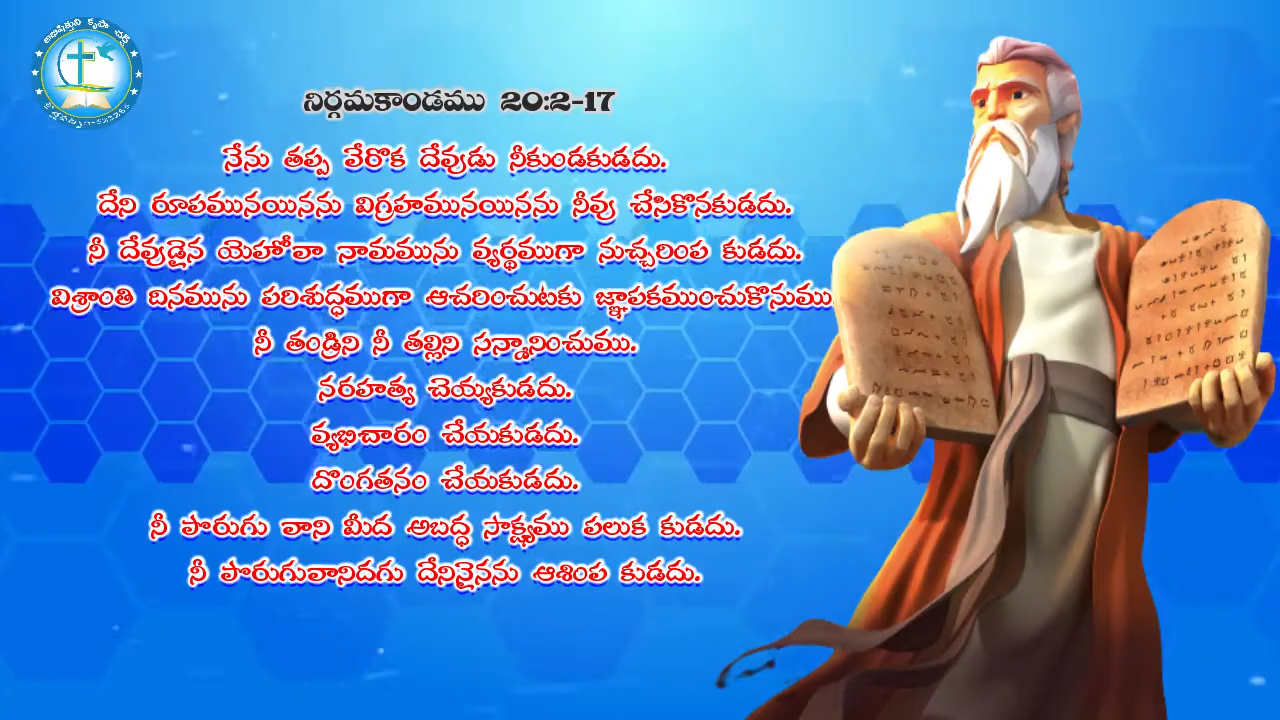 అభిషిక్తుని కృపా చర్చ్
నిర్గమకాండము 20:2-17
నేను తప్ప వేరొక దేవుడు నీకుండకుడదు.
దేని రూపమునయినను విగ్రహమునయినను నీవు చేసికొనకుడదు.
నీ దేవుడైన యెహోవా నామమును వ్యర్థముగా నుచ్చరింప కుడదు.
విశ్రాంతి దినమును పరిశుద్ధముగా ఆచరించుటకు జ్ఞాపకముంచుకొనుము
నీ తండ్రిని నీ తల్లిని సన్మానించుము.
నరహత్య చెయ్యకుడదు.
వ్యభిచారం చేయకుడదు.
దొంగతనం చేయకుడదు.
నీ పొరుగు వాని మీద అబద్ధ సాక్ష్యము పలుక కుడదు.
నీ పొరుగువానిదగు దేనినైనను ఆశింప కుడదు.